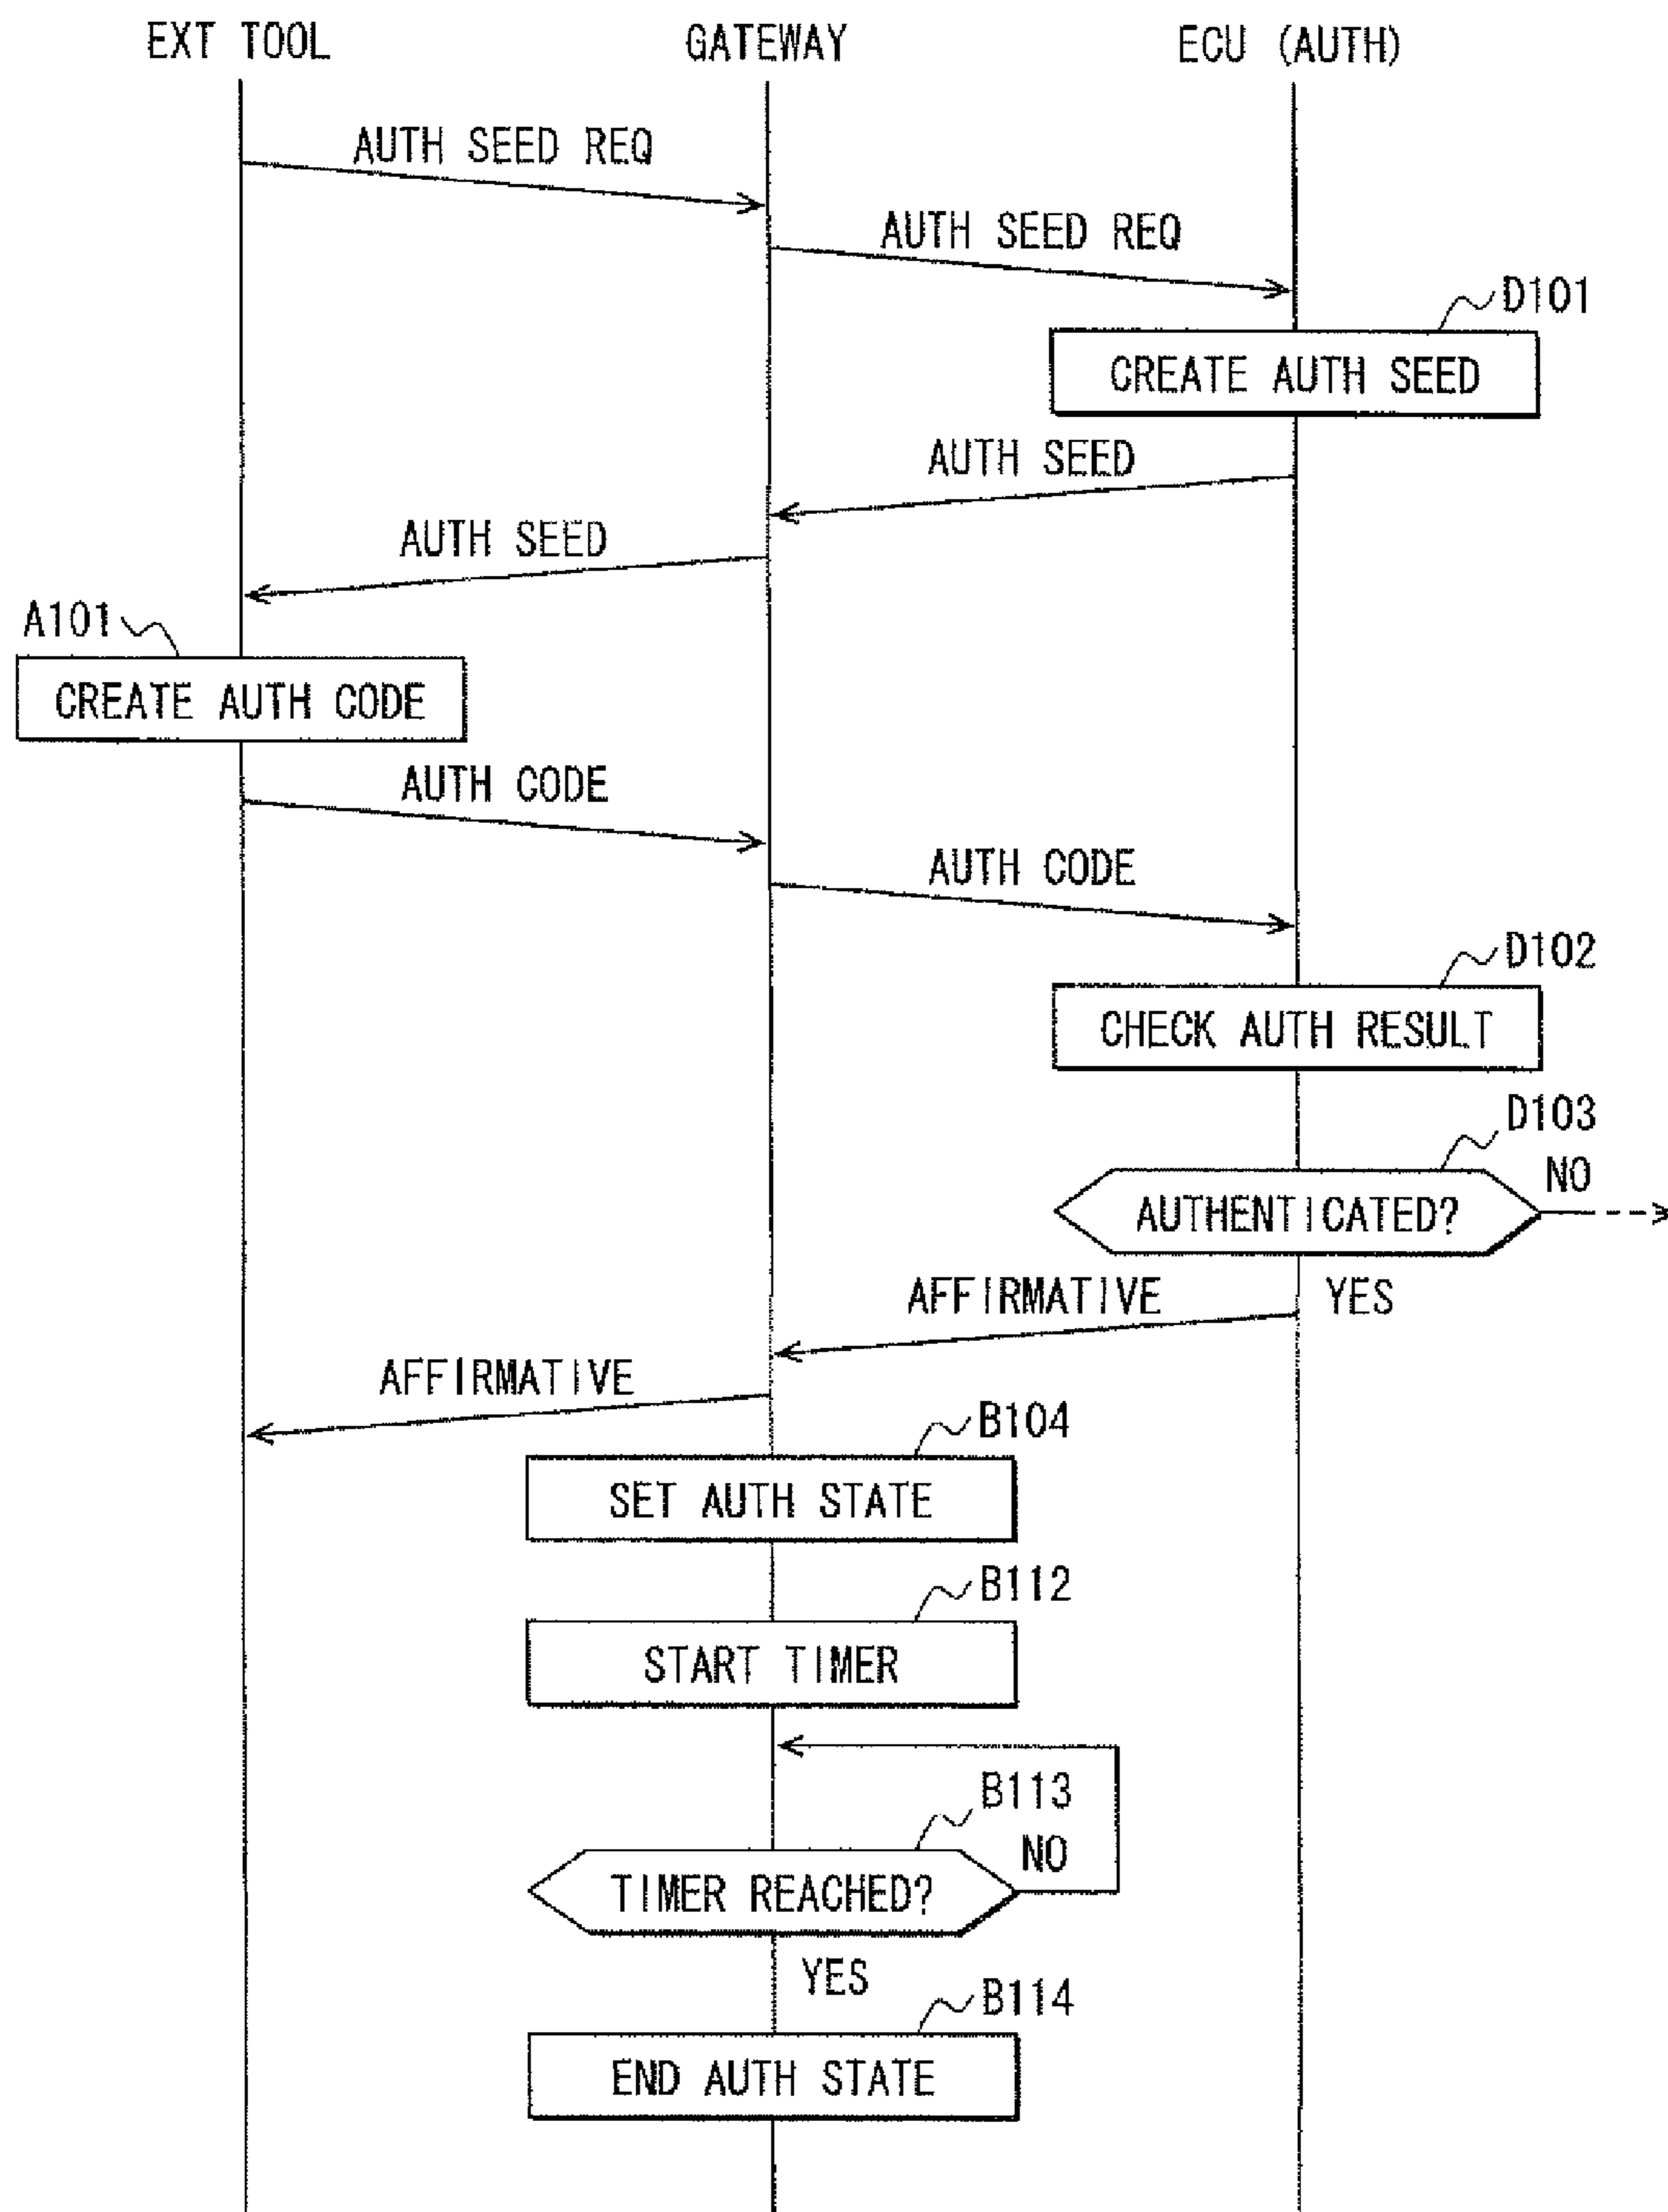 EXT TOOL
GATEWAY
ECU (AUTH)
AUTH SEED REQ
AUTH SEED REQ
D101
CREATE AUTH SEED
AUTH SEED
AUTH SEED
A101
CREATE AUTH CODE
AUTH CODE
AUTH CODE
D102
CHECK AUTH RESULT
D103
NO
AUTHENTICATED?
YES
AFFIRMATIVE
AFFIRMATIVE
B104
SET AUTH STATE
B112
START TIMER
B113
NO
TIMER REACHED?
YES
B114
END AUTH STATE